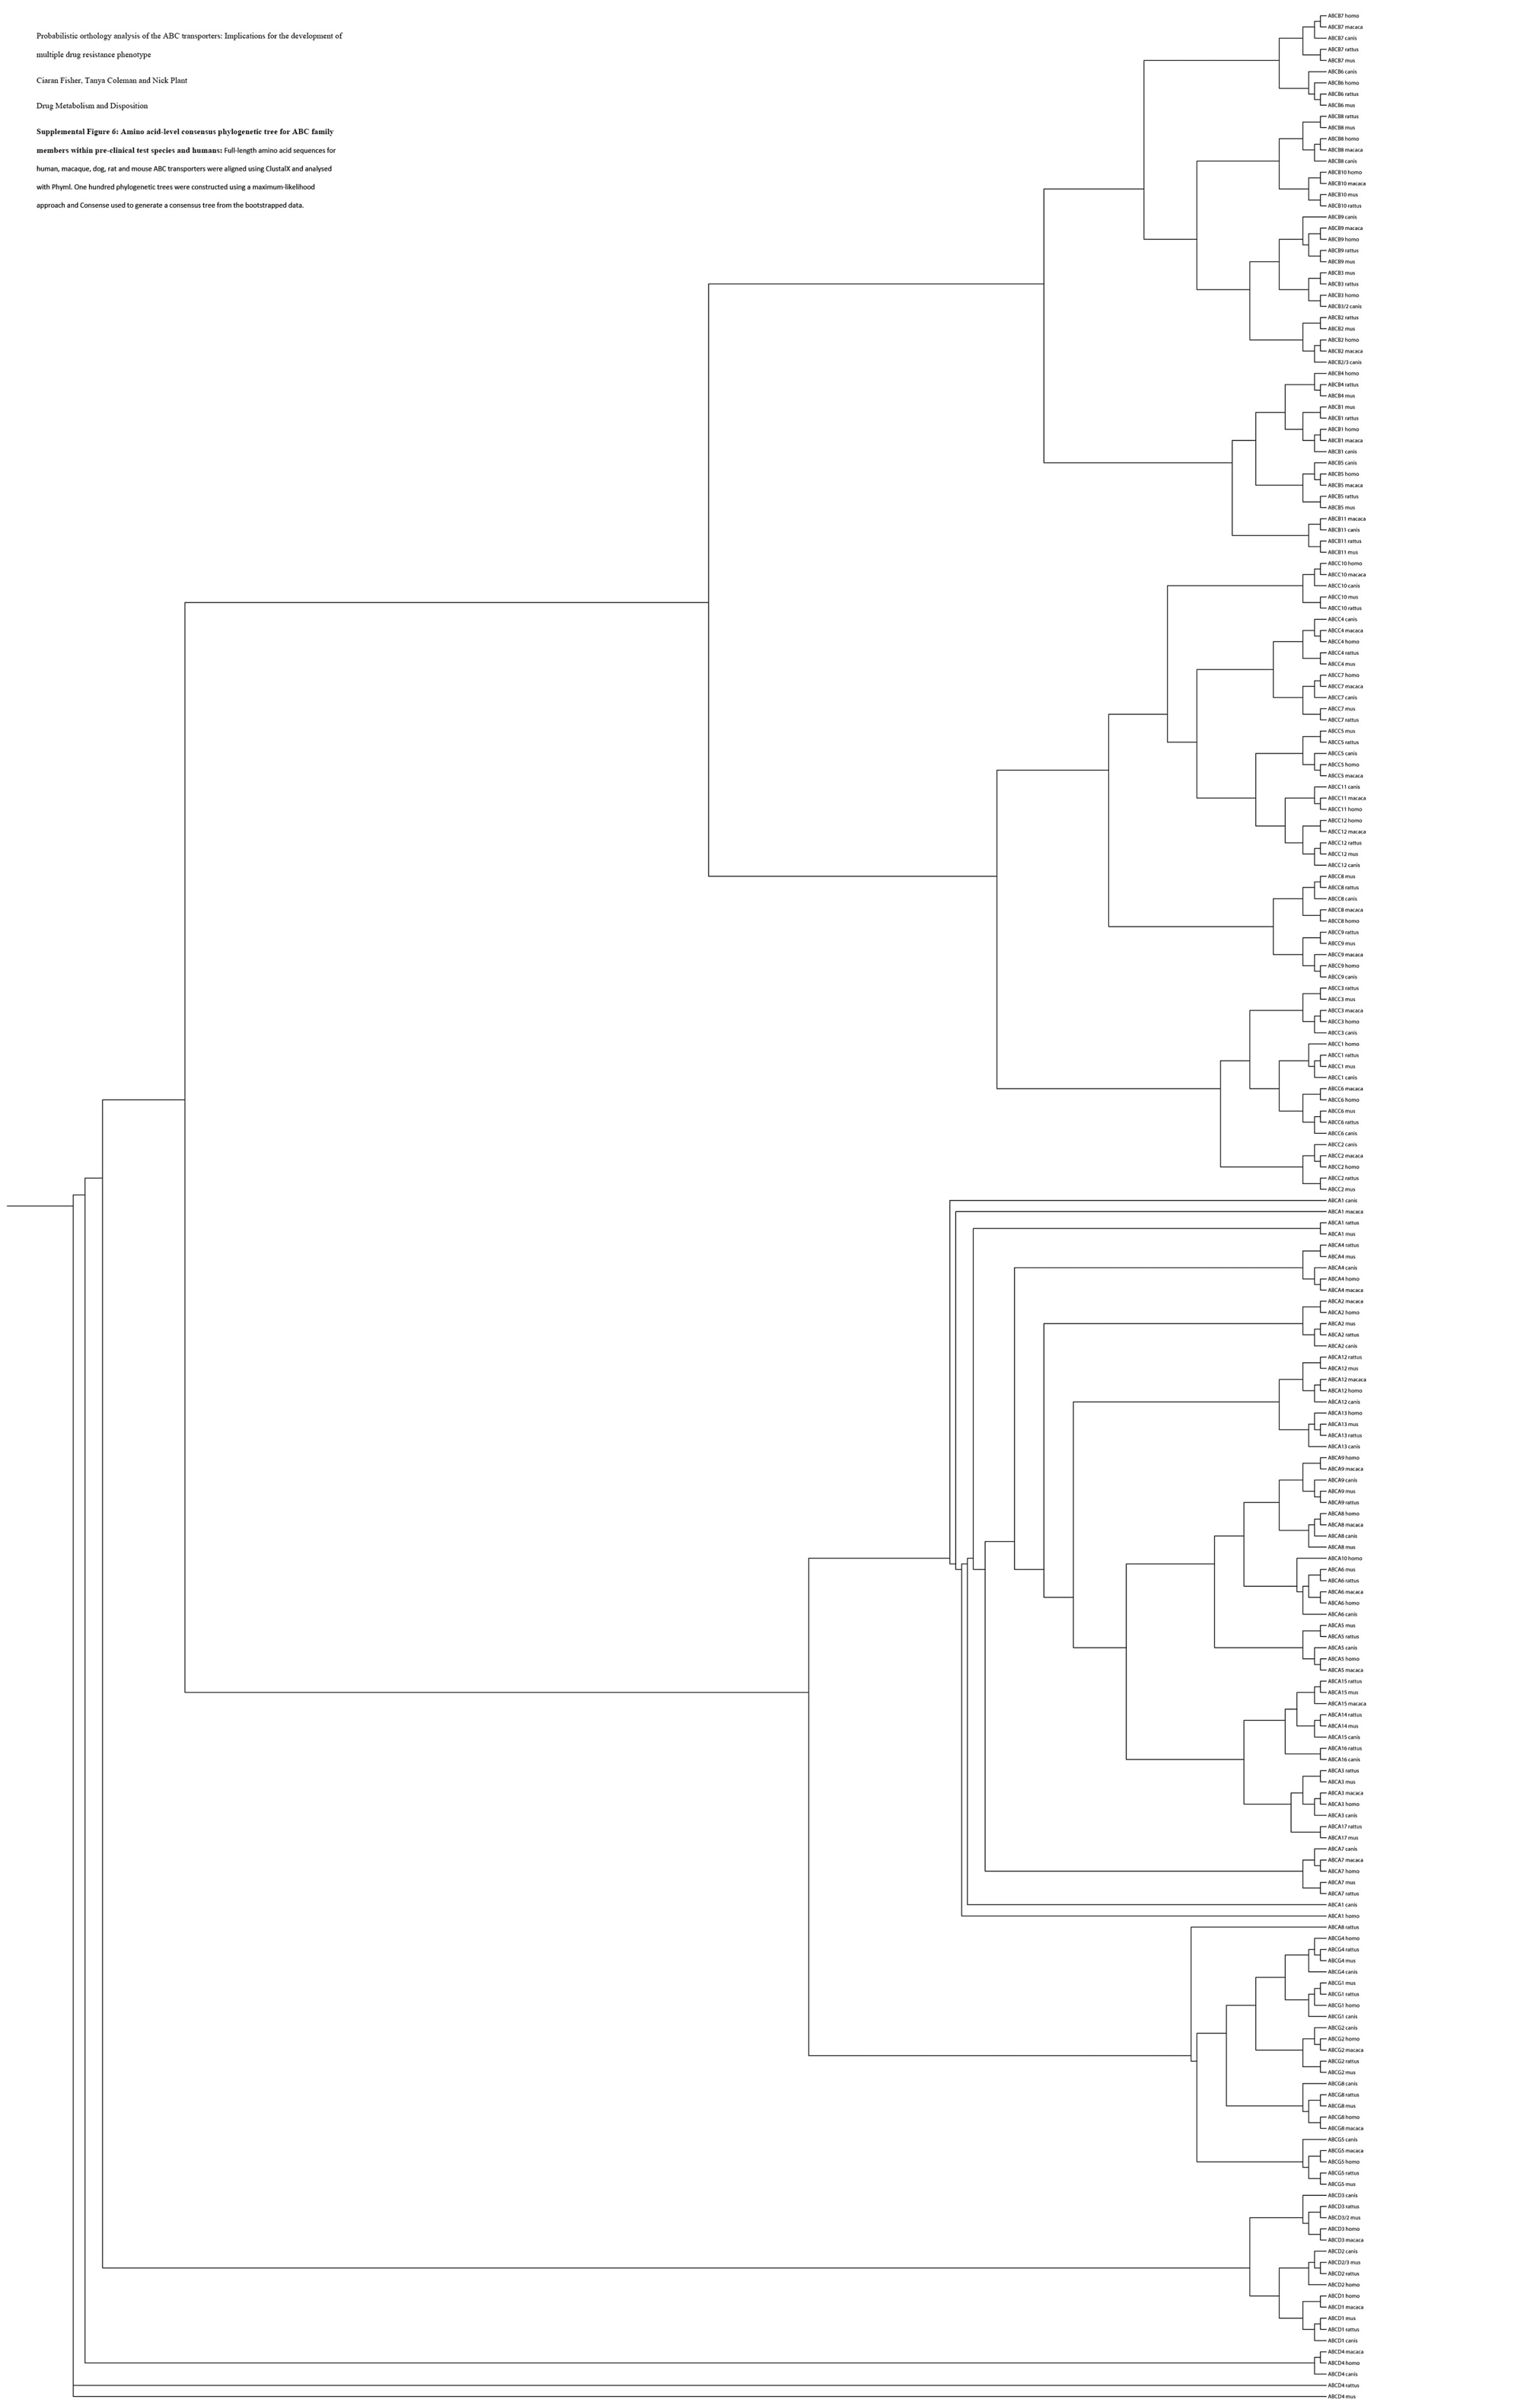 Probabilistic orthology analysis of the ABC transporters: Implications for the development of
multiple drug resistance phenotype
Ciaran Fisher, Tanya Coleman and Nick Plant
Drug Metabolism and Disposition
Supplemental Figure 6: Amino acid-level consensus phylogenetic tree for ABC family
members within pre-clinical test species and humans: Full-length amino acid sequences for
human, macaque, dog, rat and mouse ABC transporters were aligned using ClustalX and analysed
with Phyml. One hundred phylogenetic trees were constructed using a maximum-likelihood
approach and Consense used to generate a consensus tree from the bootstrapped data.
ABCB7 homo
ABCB7 macaca
ABCB7 canis
ABCB7 rattus
ABCB7 mus
ABCB6 canis
ABCB6 homo
ABCB6 rattus
ABCB6 mus
ABCB8 rattus
ABCB8 mus
ABCB8 homo
ABCB8 macaca
ABCB8 canis
ABCB10 homo
ABCB10 macaca
ABCB10 mus
ABCB10 rattus
ABCB9 canis
ABCB9 macaca
ABCB9 homo
ABCB9 rattus
ABCB9 mus
ABCB3 mus
ABCB3 rattus
ABCB3 homo
ABCB3/2 canis
ABCB2 rattus
ABCB2 mus
ABCB2 homo
ABCB2 macaca
ABCB2/3 canis
ABCB4 homo
ABCB4 rattus
ABCB4 mus
ABCB1 mus
ABCB1 rattus
ABCB1 homo
ABCB1 macaca
ABCB1 canis
ABCB5 canis
ABCB5 homo
ABCB5 macaca
ABCB5 rattus
ABCB5 mus
ABCB11 macaca
ABCB11 canis
ABCB11 rattus
ABCB11 mus
ABCC10 homo
ABCC10 macaca
ABCC10 canis
ABCC10 mus
ABCC10 rattus
ABCC4 canis
ABCC4 macaca
ABCC4 homo
ABCC4 rattus
ABCC4 mus
ABCC7 homo
ABCC7 macaca
ABCC7 canis
ABCC7 mus
ABCC7 rattus
ABCC5 mus
ABCC5 rattus
ABCC5 canis
ABCC5 homo
ABCC5 macaca
ABCC11 canis
ABCC11 macaca
ABCC11 homo
ABCC12 homo
ABCC12 macaca
ABCC12 rattus
ABCC12 mus
ABCC12 canis
ABCC8 mus
ABCC8 rattus
ABCC8 canis
ABCC8 macaca
ABCC8 homo
ABCC9 rattus
ABCC9 mus
ABCC9 macaca
ABCC9 homo
ABCC9 canis
ABCC3 rattus
ABCC3 mus
ABCC3 macaca
ABCC3 homo
ABCC3 canis
ABCC1 homo
ABCC1 rattus
ABCC1 mus
ABCC1 canis
ABCC6 macaca
ABCC6 homo
ABCC6 mus
ABCC6 rattus
ABCC6 canis
ABCC2 canis
ABCC2 macaca
ABCC2 homo
ABCC2 rattus
ABCC2 mus
ABCA1 canis
ABCA1 macaca
ABCA1 rattus
ABCA1 mus
ABCA4 rattus
ABCA4 mus
ABCA4 canis
ABCA4 homo
ABCA4 macaca
ABCA2 macaca
ABCA2 homo
ABCA2 mus
ABCA2 rattus
ABCA2 canis
ABCA12 rattus
ABCA12 mus
ABCA12 macaca
ABCA12 homo
ABCA12 canis
ABCA13 homo
ABCA13 mus
ABCA13 rattus
ABCA13 canis
ABCA9 homo
ABCA9 macaca
ABCA9 canis
ABCA9 mus
ABCA9 rattus
ABCA8 homo
ABCA8 macaca
ABCA8 canis
ABCA8 mus
ABCA10 homo
ABCA6 mus
ABCA6 rattus
ABCA6 macaca
ABCA6 homo
ABCA6 canis
ABCA5 mus
ABCA5 rattus
ABCA5 canis
ABCA5 homo
ABCA5 macaca
ABCA15 rattus
ABCA15 mus
ABCA15 macaca
ABCA14 rattus
ABCA14 mus
ABCA15 canis
ABCA16 rattus
ABCA16 canis
ABCA3 rattus
ABCA3 mus
ABCA3 macaca
ABCA3 homo
ABCA3 canis
ABCA17 rattus
ABCA17 mus
ABCA7 canis
ABCA7 macaca
ABCA7 homo
ABCA7 mus
ABCA7 rattus
ABCA1 canis
ABCA1 homo
ABCA8 rattus
ABCG4 homo
ABCG4 rattus
ABCG4 mus
ABCG4 canis
ABCG1 mus
ABCG1 rattus
ABCG1 homo
ABCG1 canis
ABCG2 canis
ABCG2 homo
ABCG2 macaca
ABCG2 rattus
ABCG2 mus
ABCG8 canis
ABCG8 rattus
ABCG8 mus
ABCG8 homo
ABCG8 macaca
ABCG5 canis
ABCG5 macaca
ABCG5 homo
ABCG5 rattus
ABCG5 mus
ABCD3 canis
ABCD3 rattus
ABCD3/2 mus
ABCD3 homo
ABCD3 macaca
ABCD2 canis
ABCD2/3 mus
ABCD2 rattus
ABCD2 homo
ABCD1 homo
ABCD1 macaca
ABCD1 mus
ABCD1 rattus
ABCD1 canis
ABCD4 macaca
ABCD4 homo
ABCD4 canis
ABCD4 rattus
ABCD4 mus